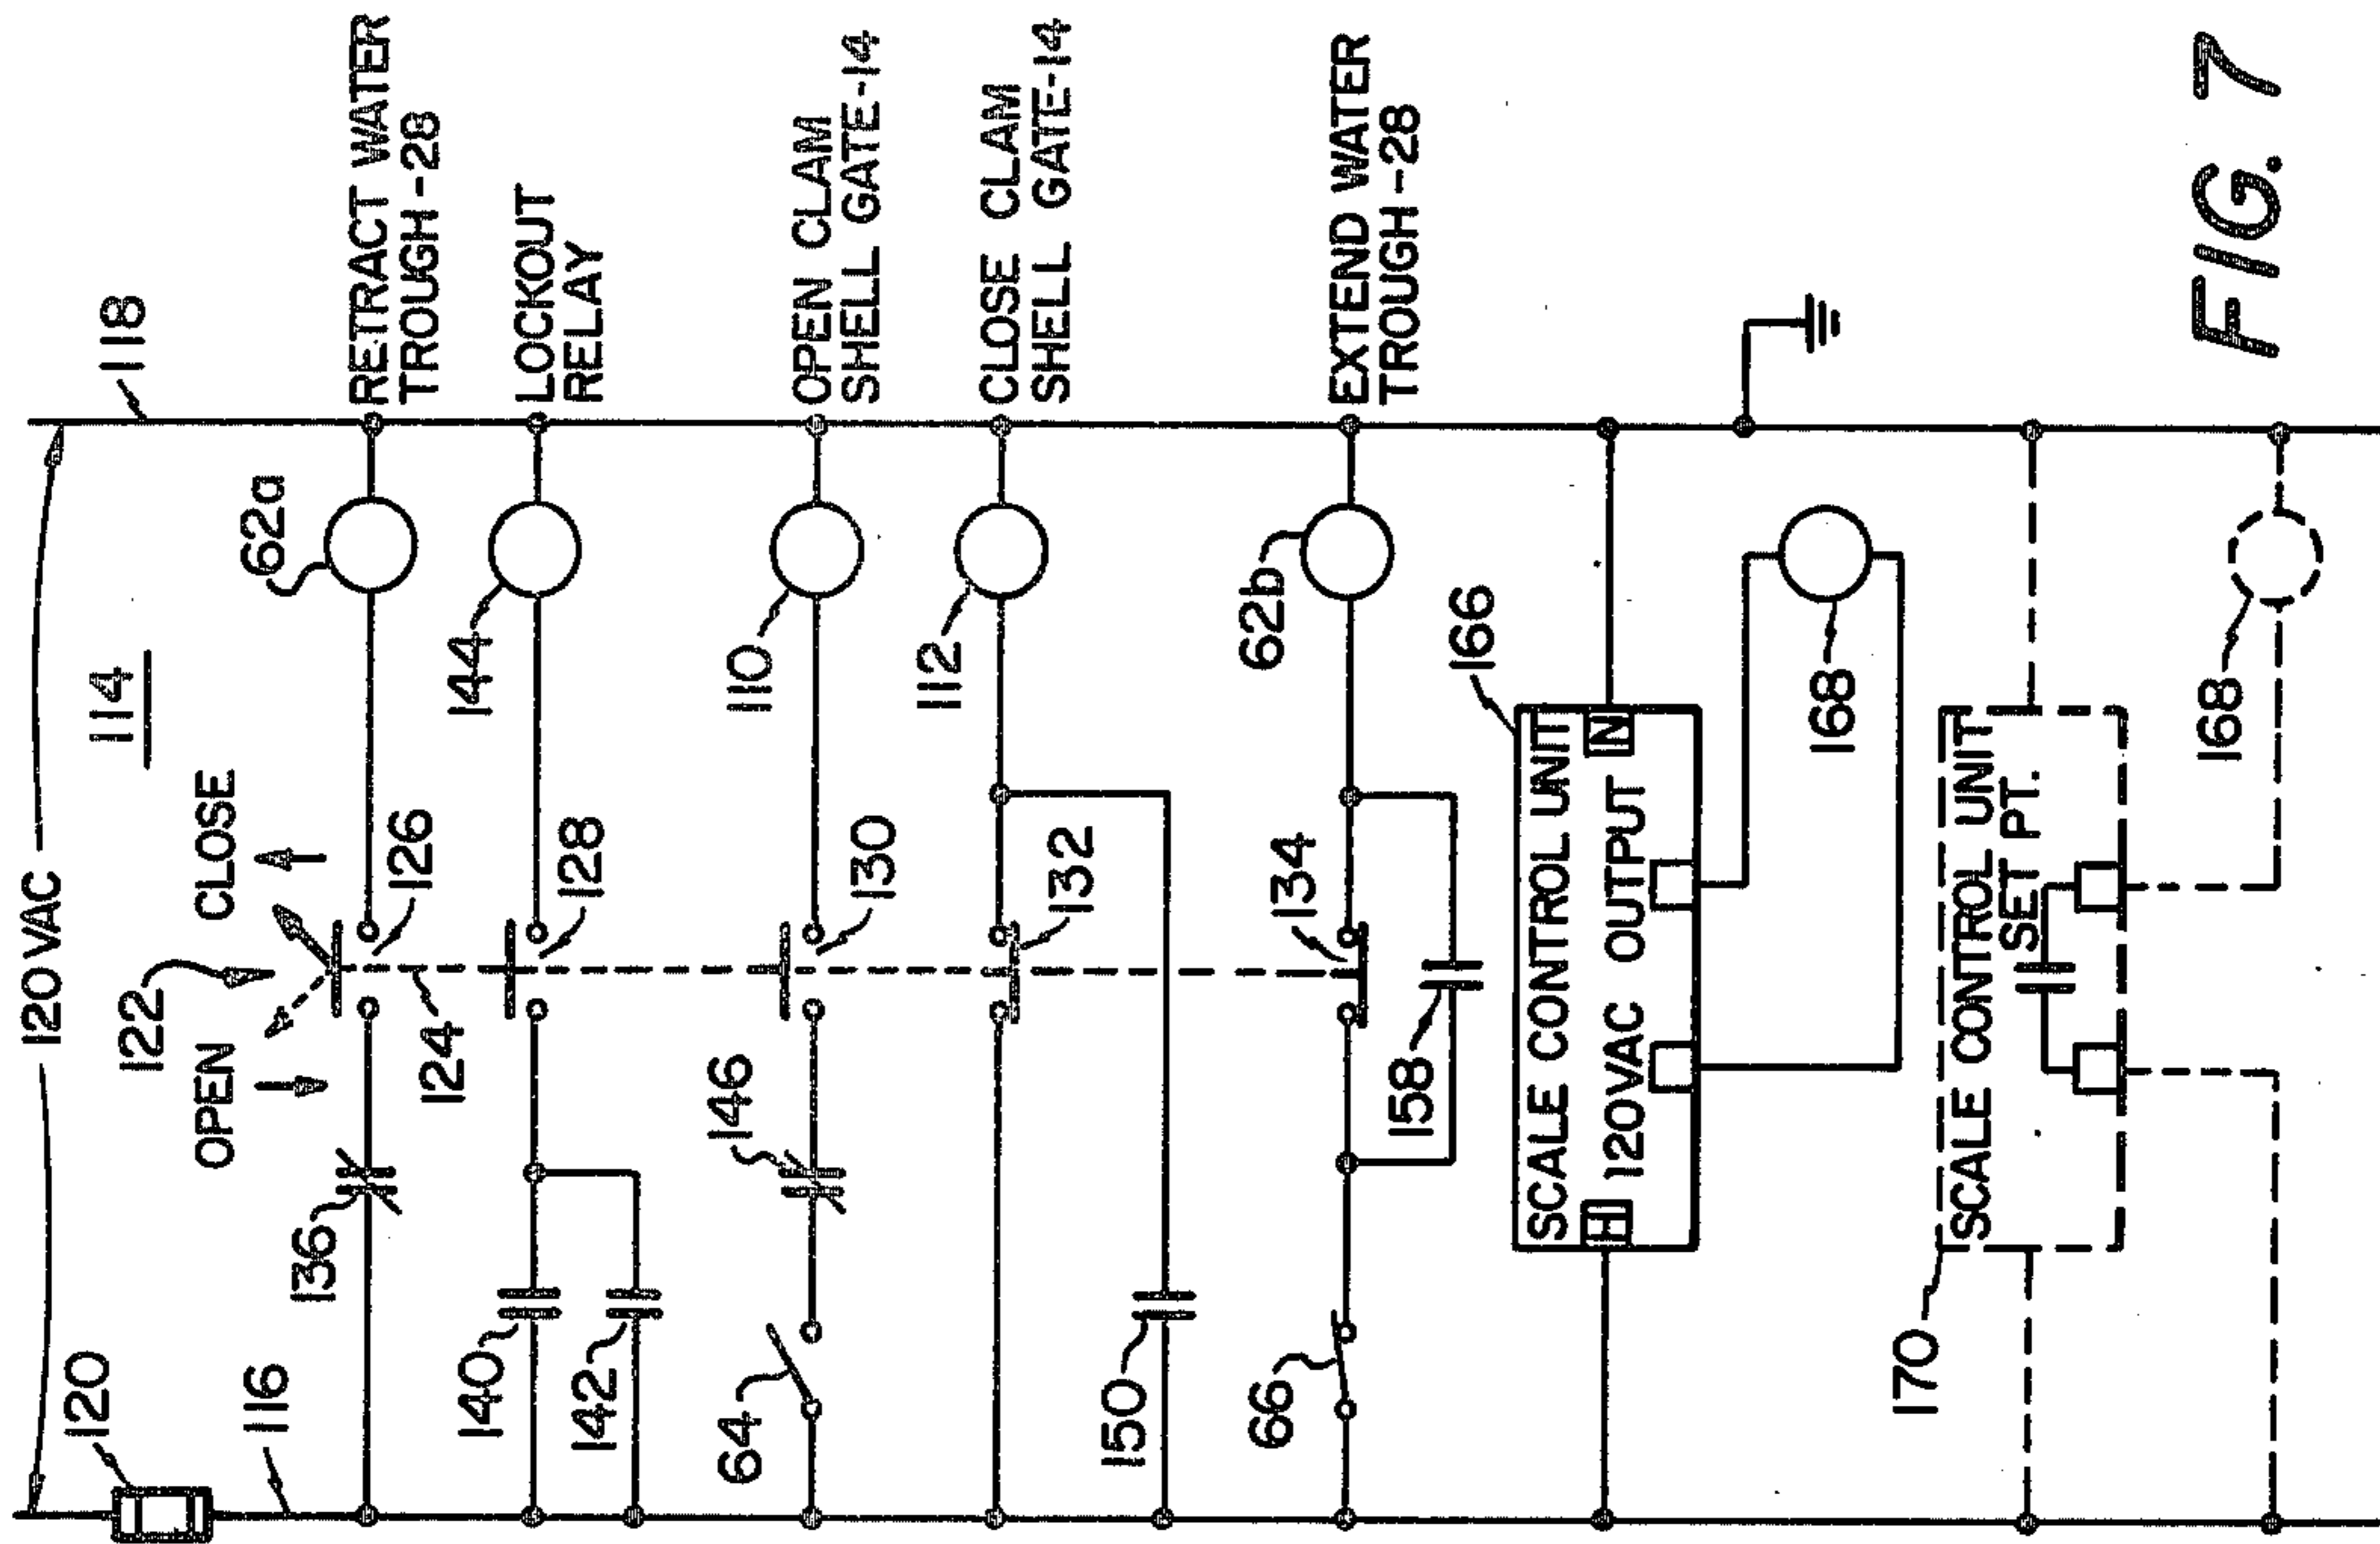 120 VAC
114
118
120
116
122
OPEN
CLOSE
124
126
136
62a
RETRACT WATER
TROUGH-28
128
140
142
144
LOCKOUT
RELAY
64
146
130
110
OPEN CLAM
SHELL GATE-14
132
112
CLOSE CLAM
SHELL GATE-14
150
66
134
158
62b
EXTEND WATER
TROUGH-28
166
SCALE CONTROL UNIT
H
120VAC OUTPUT
N
168
170
SCALE CONTROL UNIT
SET PT.
168
FIG. 7